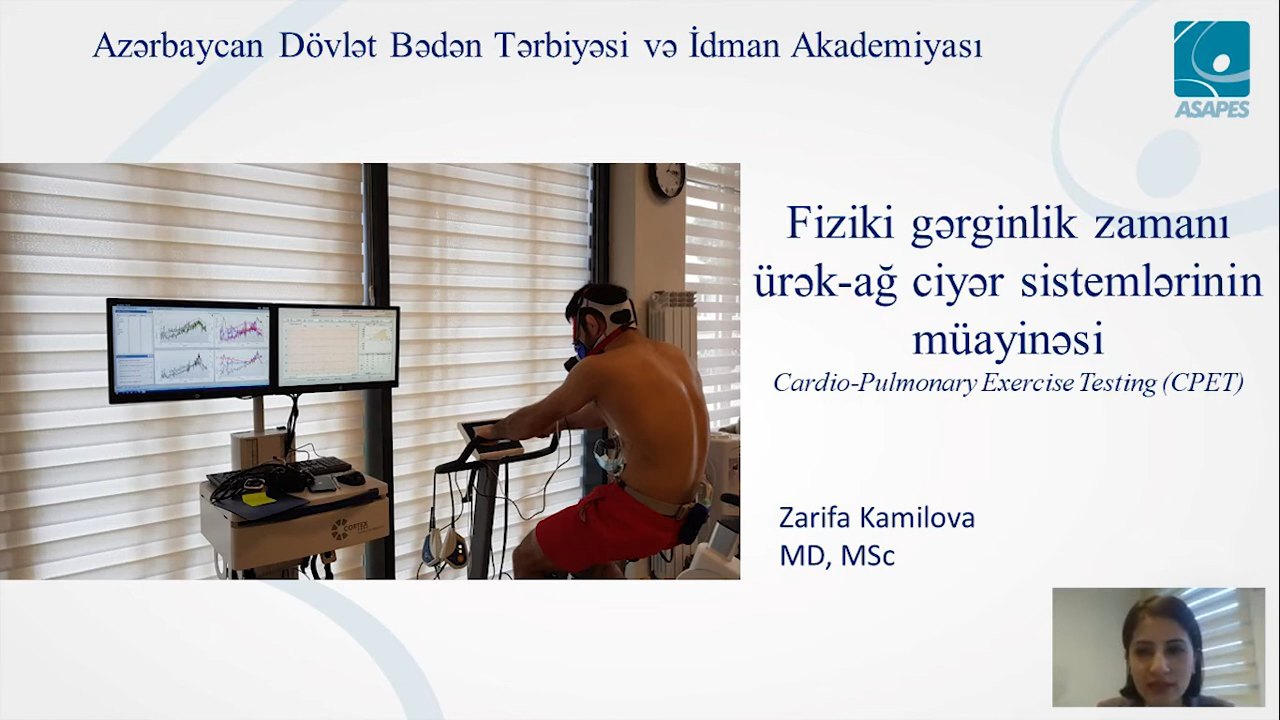 Azərbaycan Dövlət Bədən Tərbiyəsi və İdman Akademiyası
ASAPES
Fiziki gərginlik zamanı
ürək-ağ ciyər sistemlərinin
müayinəsi
Cardio-Pulmonary Exercise Testing (CPET)
CORTEX
Zarifa Kamilova
MD, MSc